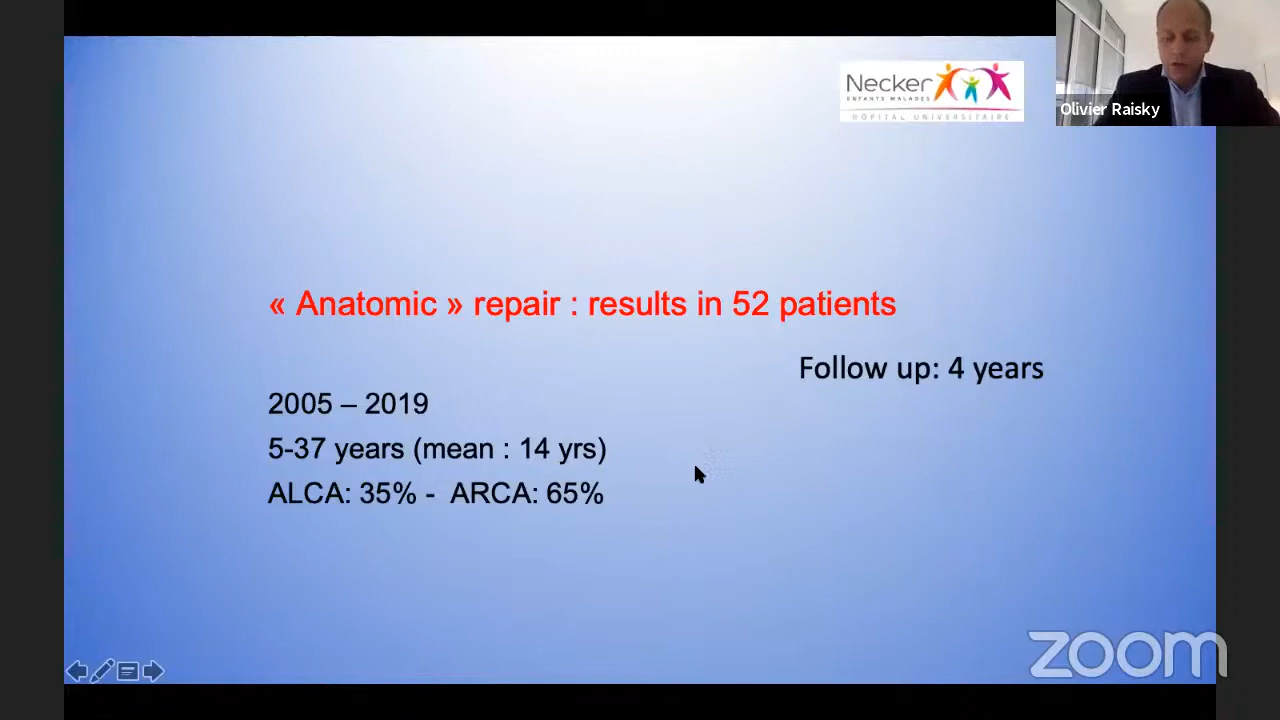 Necker
ENFANTS MALADES
HÔPITAL UNIVERSITAIRE
Olivier Raisky
« Anatomic » repair : results in 52 patients
Follow up: 4 years
2005 – 2019
5-37 years (mean : 14 yrs)
ALCA: 35% - ARCA: 65%
zoom